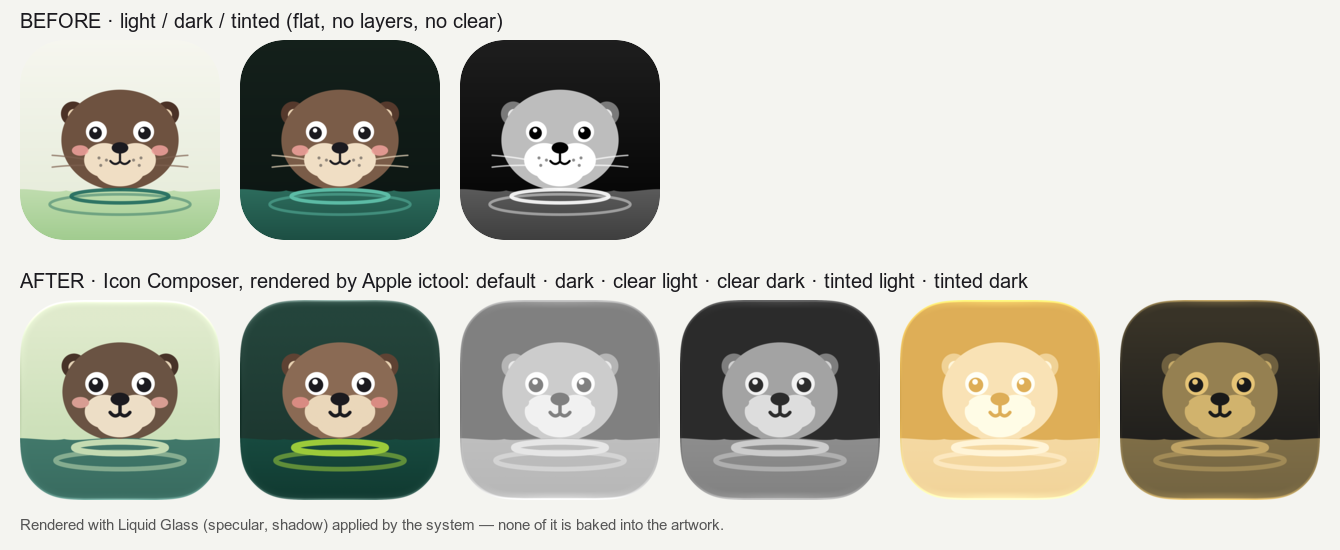 BEFORE · light / dark / tinted (flat, no layers, no clear)
AFTER · Icon Composer, rendered by Apple ictool: default · dark · clear light · clear dark · tinted light · tinted dark
Rendered with Liquid Glass (specular, shadow) applied by the system — none of it is baked into the artwork.